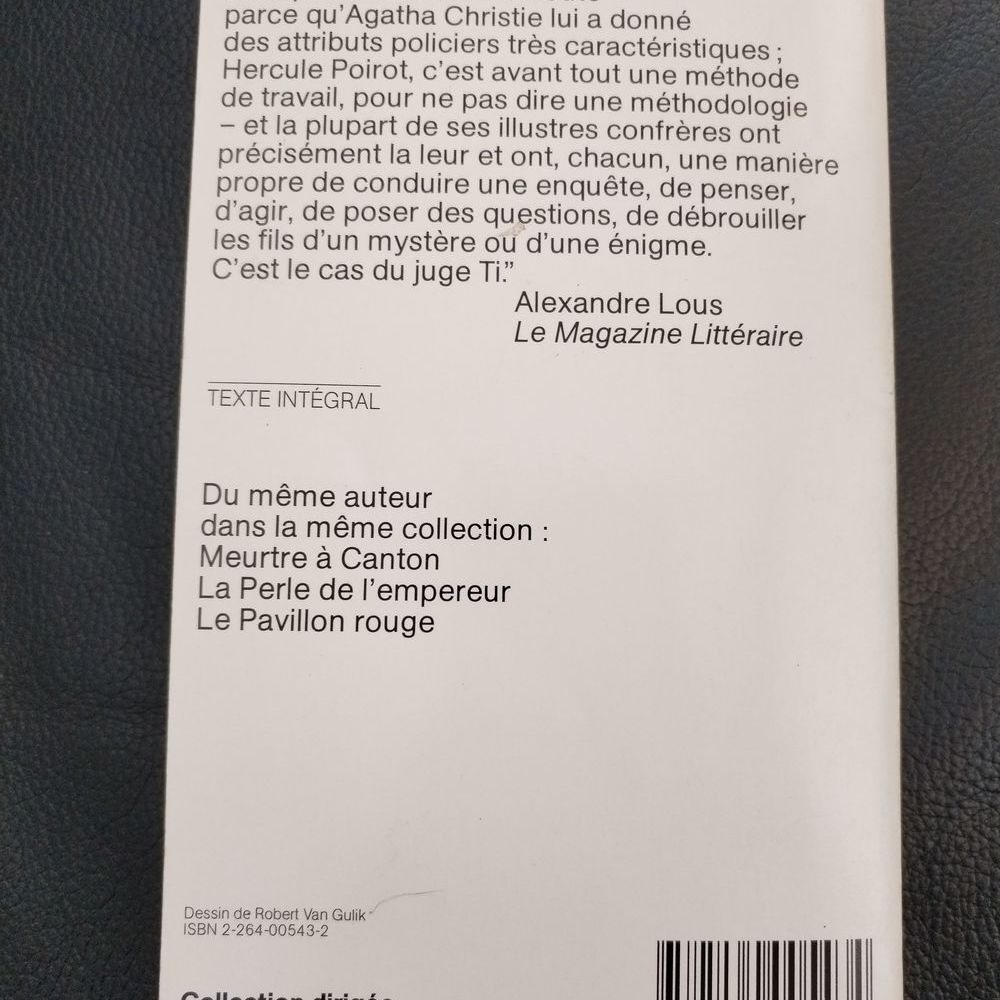 parce qu'Agatha Christie lui a donné
des attributs policiers très caractéristiques ;
Hercule Poirot, c'est avant tout une méthode
de travail, pour ne pas dire une méthodologie
– et la plupart de ses illustres confrères ont
précisément la leur et ont, chacun, une manière
propre de conduire une enquête, de penser,
d'agir, de poser des questions, de débrouiller
les fils d'un mystère ou d'une énigme.
C'est le cas du juge Ti."
Alexandre Lous
Le Magazine Littéraire
TEXTE INTÉGRAL
Du même auteur
dans la même collection :
Meurtre à Canton
La Perle de l'empereur
Le Pavillon rouge
Dessin de Robert Van Gulik
ISBN 2-264-00543-2
Collection dirigée